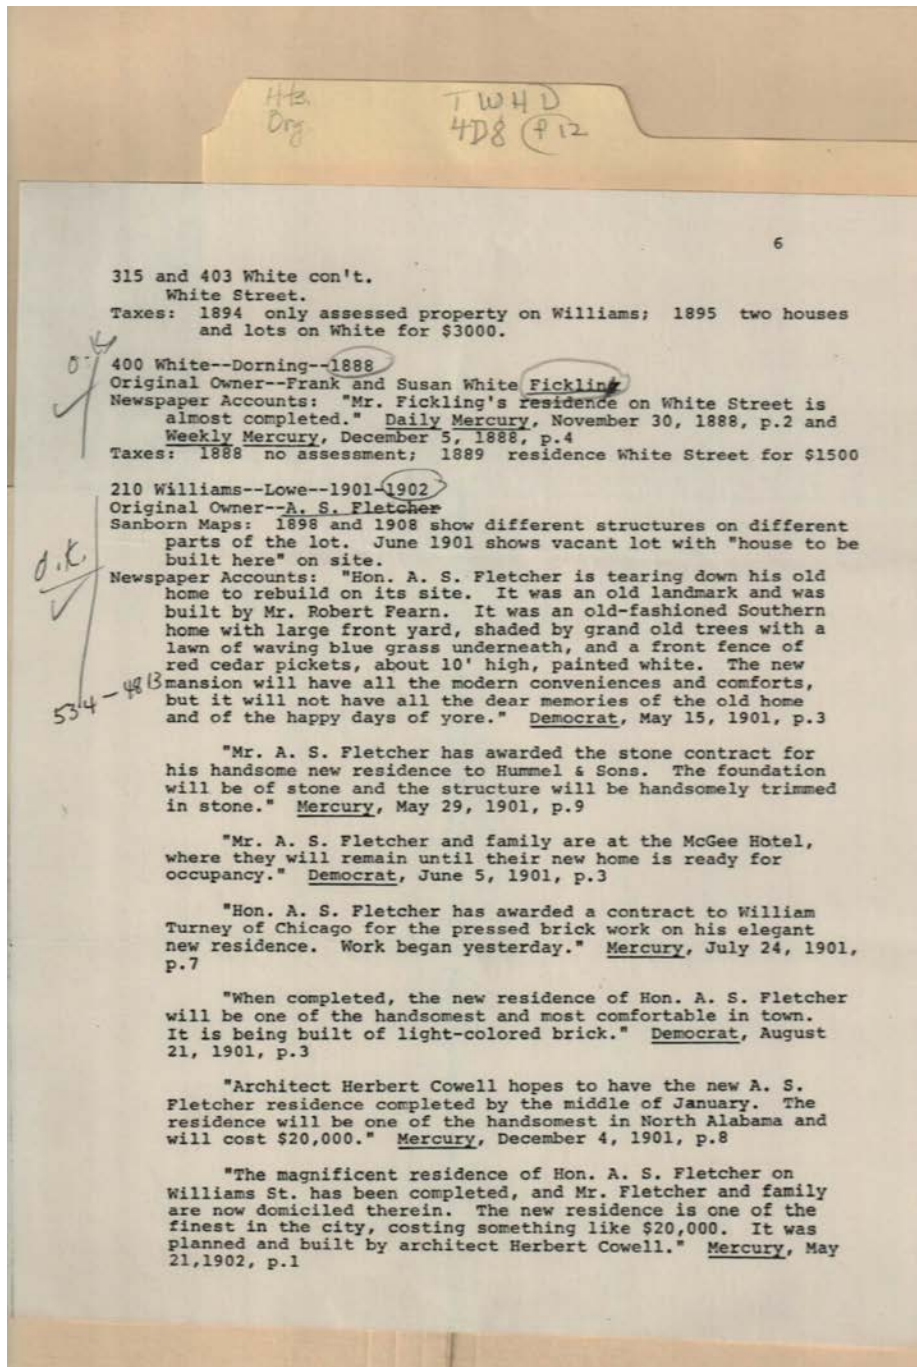 Hts. TWHD
Org. 4D8 P12
6
315 and 403 White con't.
White Street.
Taxes: 1894 only assessed property on Williams; 1895 two houses
and lots on White for $3000.
400 White--Dorning--1888
Original Owner--Frank and Susan White Fickling
Newspaper Accounts: "Mr. Fickling's residence on White Street is
almost completed." Daily Mercury, November 30, 1888, p.2 and
Weekly Mercury, December 5, 1888, p.4
Taxes: 1888 no assessment; 1889 residence White Street for $1500
210 Williams--Lowe--1901-1902
Original Owner--A. S. Fletcher
Sanborn Maps: 1898 and 1908 show different structures on different
parts of the lot. June 1901 shows vacant lot with "house to be
built here" on site.
o.k.
Newspaper Accounts: "Hon. A. S. Fletcher is tearing down his old
home to rebuild on its site. It was an old landmark and was
built by Mr. Robert Fearn. It was an old-fashioned Southern
home with large front yard, shaded by grand old trees with a
lawn of waving blue grass underneath, and a front fence of
red cedar pickets, about 10' high, painted white. The new
534-4813
mansion will have all the modern conveniences and comforts,
but it will not have all the dear memories of the old home
and of the happy days of yore." Democrat, May 15, 1901, p.3
"Mr. A. S. Fletcher has awarded the stone contract for
his handsome new residence to Hummel & Sons. The foundation
will be of stone and the structure will be handsomely trimmed
in stone." Mercury, May 29, 1901, p.9
"Mr. A. S. Fletcher and family are at the McGee Hotel,
where they will remain until their new home is ready for
occupancy." Democrat, June 5, 1901, p.3
"Hon. A. S. Fletcher has awarded a contract to William
Turney of Chicago for the pressed brick work on his elegant
new residence. Work began yesterday." Mercury, July 24, 1901,
p.7
"When completed, the new residence of Hon. A. S. Fletcher
will be one of the handsomest and most comfortable in town.
It is being built of light-colored brick." Democrat, August
21, 1901, p.3
"Architect Herbert Cowell hopes to have the new A. S.
Fletcher residence completed by the middle of January. The
residence will be one of the handsomest in North Alabama and
will cost $20,000." Mercury, December 4, 1901, p.8
"The magnificent residence of Hon. A. S. Fletcher on
Williams St. has been completed, and Mr. Fletcher and family
are now domiciled therein. The new residence is one of the
finest in the city, costing something like $20,000. It was
planned and built by architect Herbert Cowell." Mercury, May
21,1902, p.1